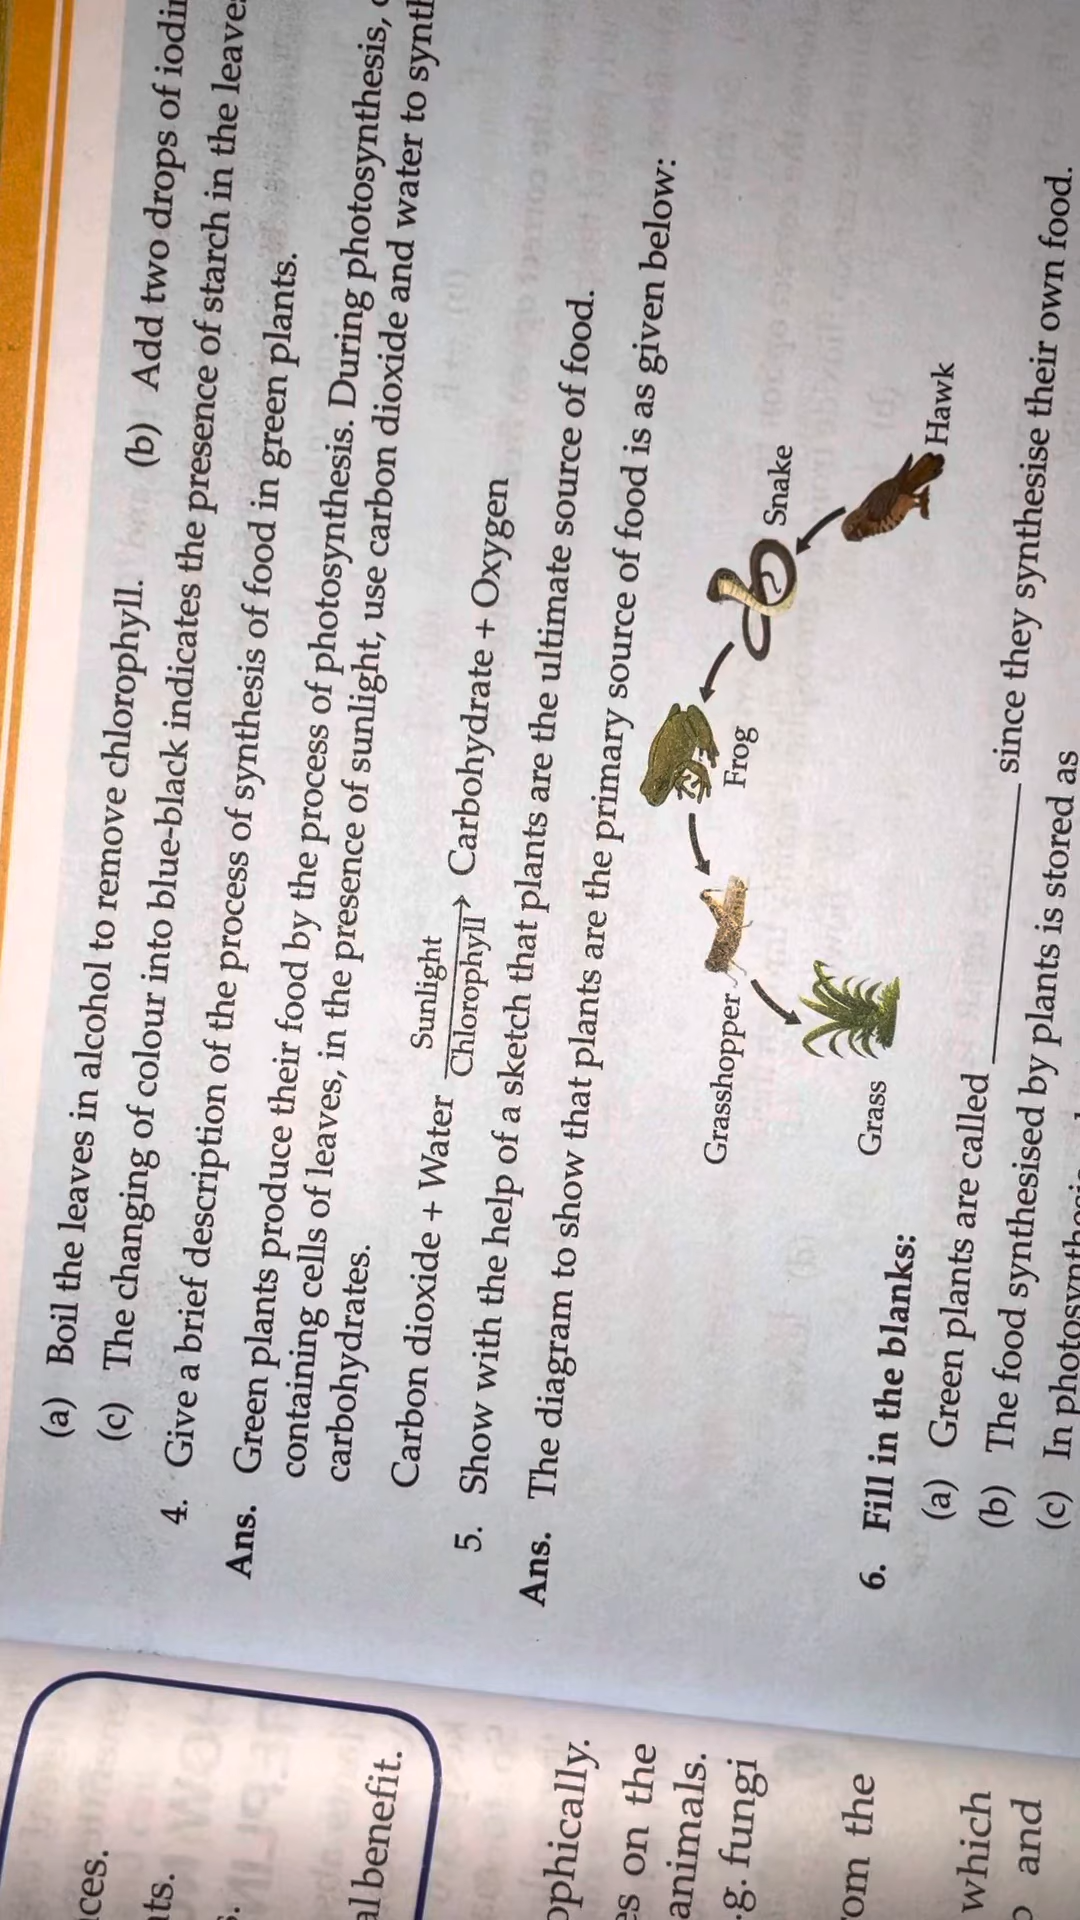 (a) Boil the leaves in alcohol to remove chlorophyll. (b) Add two drops of
(c) The changing of colour into blue-black indicates the presence of starch in the
4. Give a brief description of the process of synthesis of food in green plants.
Ans. Green plants produce their food by the process of photosynthesis. During photosynthesis,
containing cells of leaves, in the presence of sunlight, use carbon dioxide and water to
carbohydrates.
Carbon dioxide + Water Sunlight Chlorophyll → Carbohydrate + Oxygen
5. Show with the help of a sketch that plants are the ultimate source of food.
Ans. The diagram to show that plants are the primary source of food is as given below:
Grasshopper
Frog
Snake
Grass
Hawk
6. Fill in the blanks:
(a) Green plants are called ________ since they synthesise their own food.
(b) The food synthesised by plants is stored as
(c) In
al benefit.
es on the
animals.
.g. fungi
the
which
and